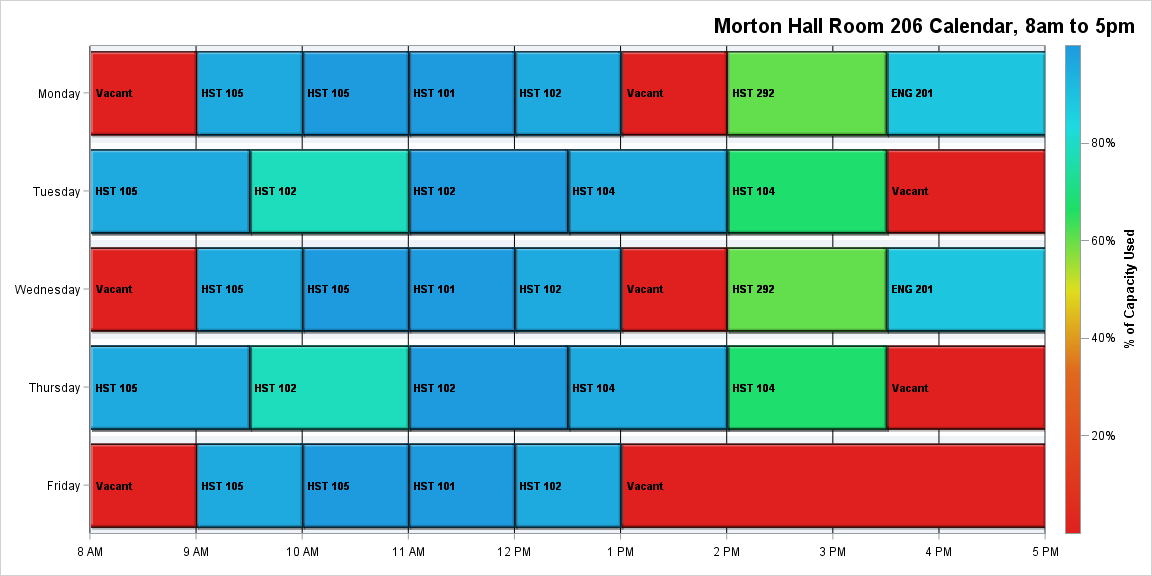 Morton Hall Room 206 Calendar, 8am to 5pm
Monday
Vacant
HST 105
HST 105
HST 101
HST 102
Vacant
HST 292
ENG 201
Tuesday
HST 105
HST 102
HST 102
HST 104
HST 104
Vacant
Wednesday
Vacant
HST 105
HST 105
HST 101
HST 102
Vacant
HST 292
ENG 201
Thursday
HST 105
HST 102
HST 102
HST 104
HST 104
Vacant
Friday
Vacant
HST 105
HST 105
HST 101
HST 102
Vacant
8 AM
9 AM
10 AM
11 AM
12 PM
1 PM
2 PM
3 PM
4 PM
5 PM
80%
60%
40%
20%
% of Capacity Used